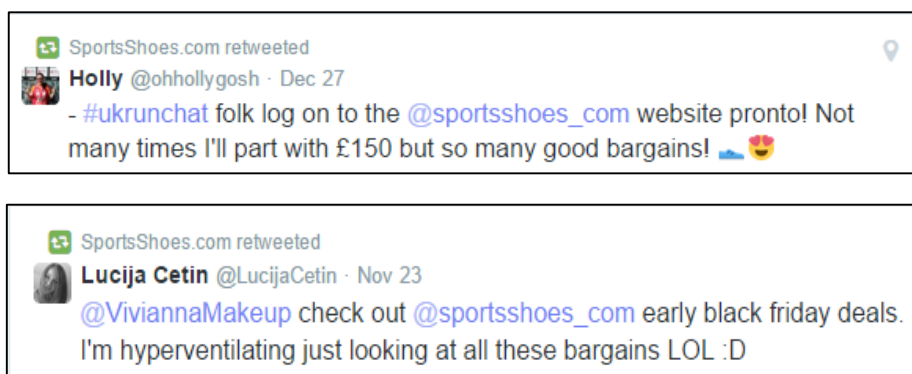 SportsShoes.com retweeted
Holly @ohhollygosh · Dec 27
- #ukrunchat folk log on to the @sportsshoes_com website pronto! Not
many times I'll part with £150 but so many good bargains! 👟😍
SportsShoes.com retweeted
Lucija Cetin @LucijaCetin · Nov 23
@ViviannaMakeup check out @sportsshoes_com early black friday deals.
I'm hyperventilating just looking at all these bargains LOL :D